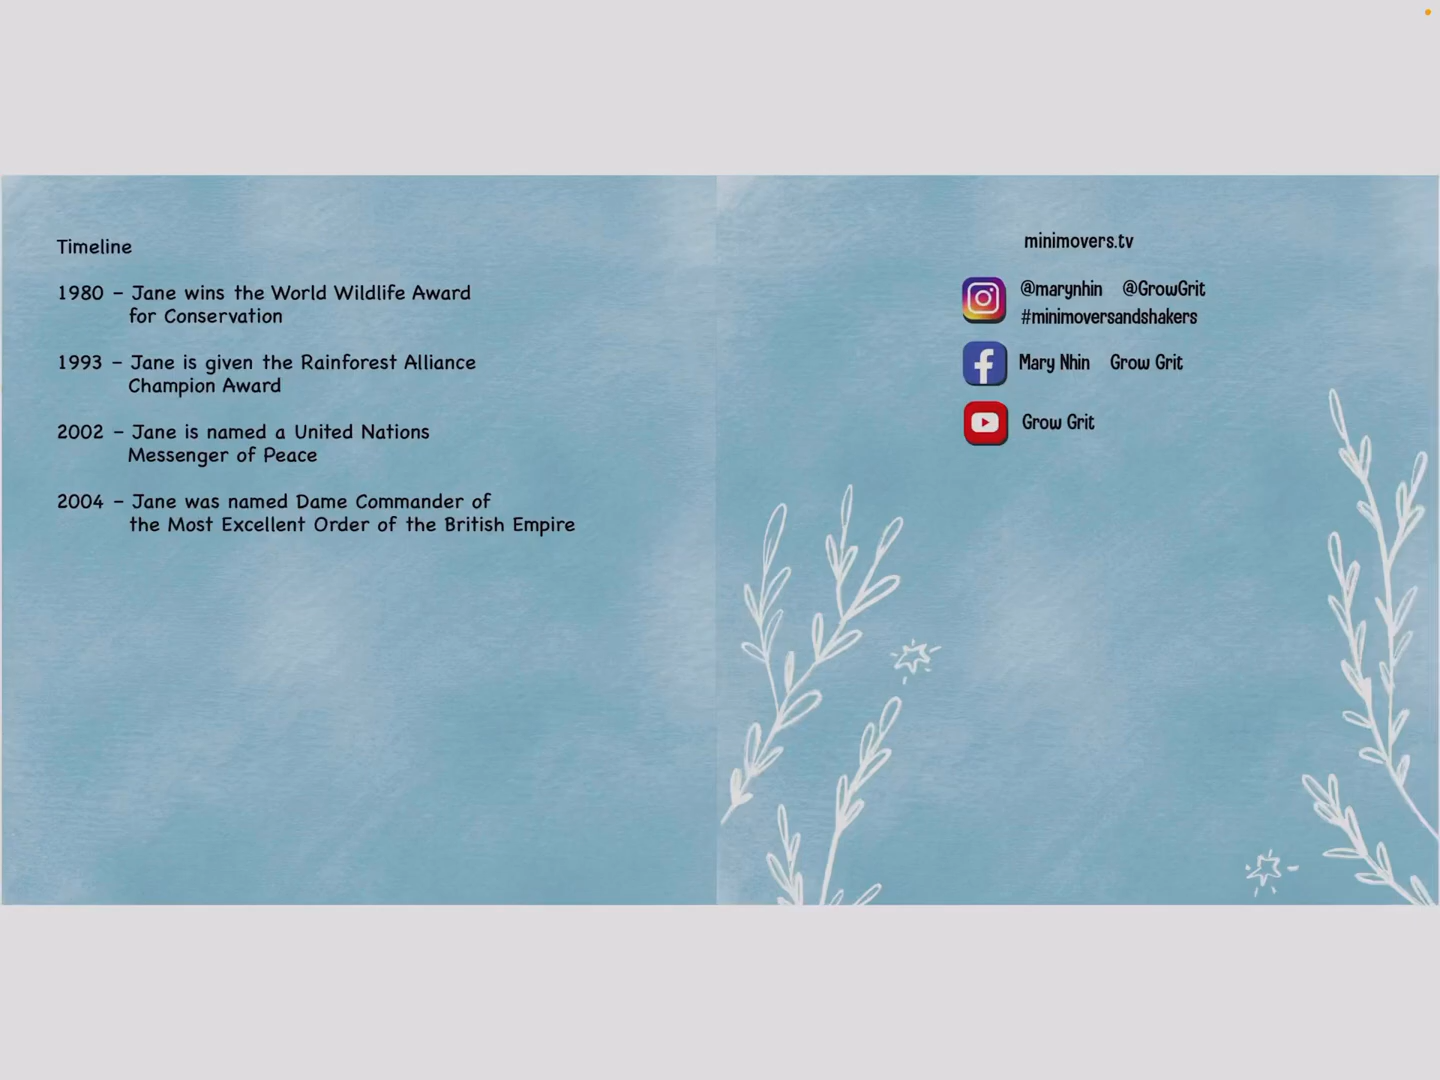 Timeline
1980 – Jane wins the World Wildlife Award
for Conservation
1993 – Jane is given the Rainforest Alliance
Champion Award
2002 – Jane is named a United Nations
Messenger of Peace
2004 – Jane was named Dame Commander of
the Most Excellent Order of the British Empire
minimovers.tv
@marynhin @GrowGrit
#minimoversandshakers
Mary Nhin Grow Grit
Grow Grit